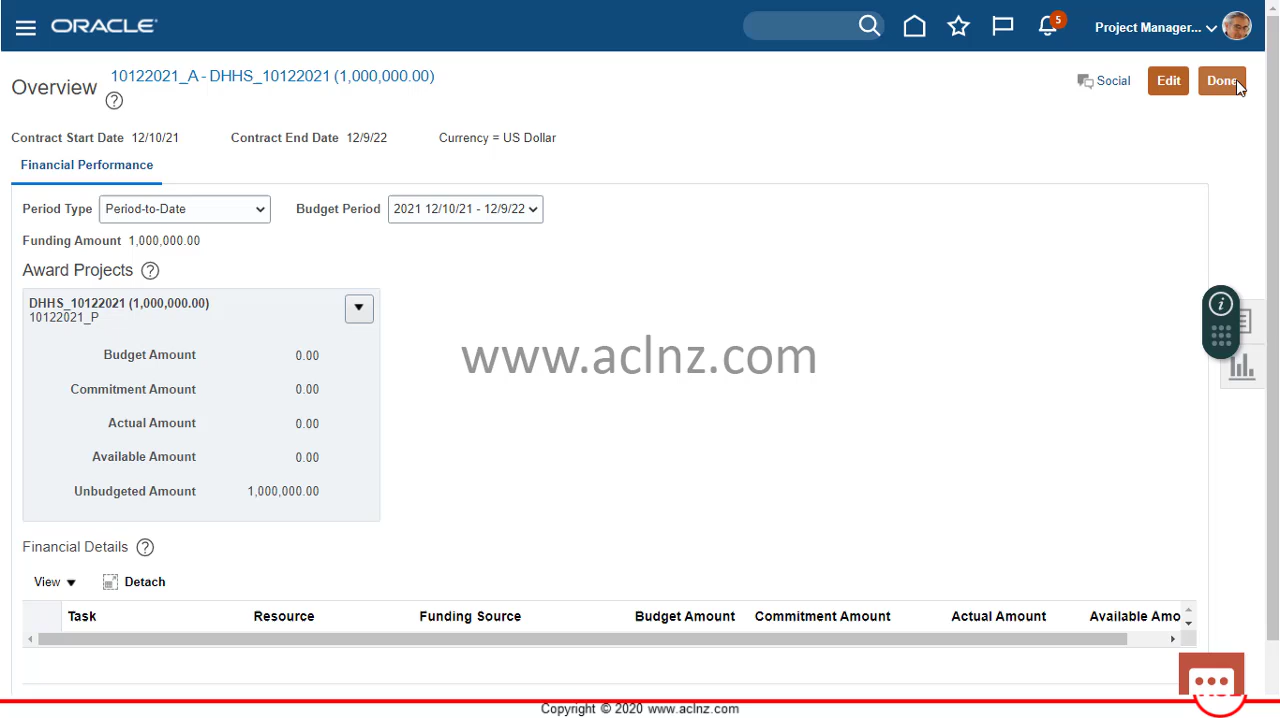 ORACLE
5
Project Manager...
Overview
10122021_A - DHHS_10122021 (1,000,000.00)
Social
Edit
Done
Contract Start Date 12/10/21
Contract End Date 12/9/22
Currency = US Dollar
Financial Performance
Period Type Period-to-Date
Budget Period 2021 12/10/21 - 12/9/22
Funding Amount 1,000,000.00
Award Projects
DHHS_10122021 (1,000,000.00)
10122021_P
Budget Amount 0.00
Commitment Amount 0.00
Actual Amount 0.00
Available Amount 0.00
Unbudgeted Amount 1,000,000.00
www.aclnz.com
Financial Details
View
Detach
Task Resource Funding Source Budget Amount Commitment Amount Actual Amount Available Amo
Copyright © 2020 www.aclnz.com